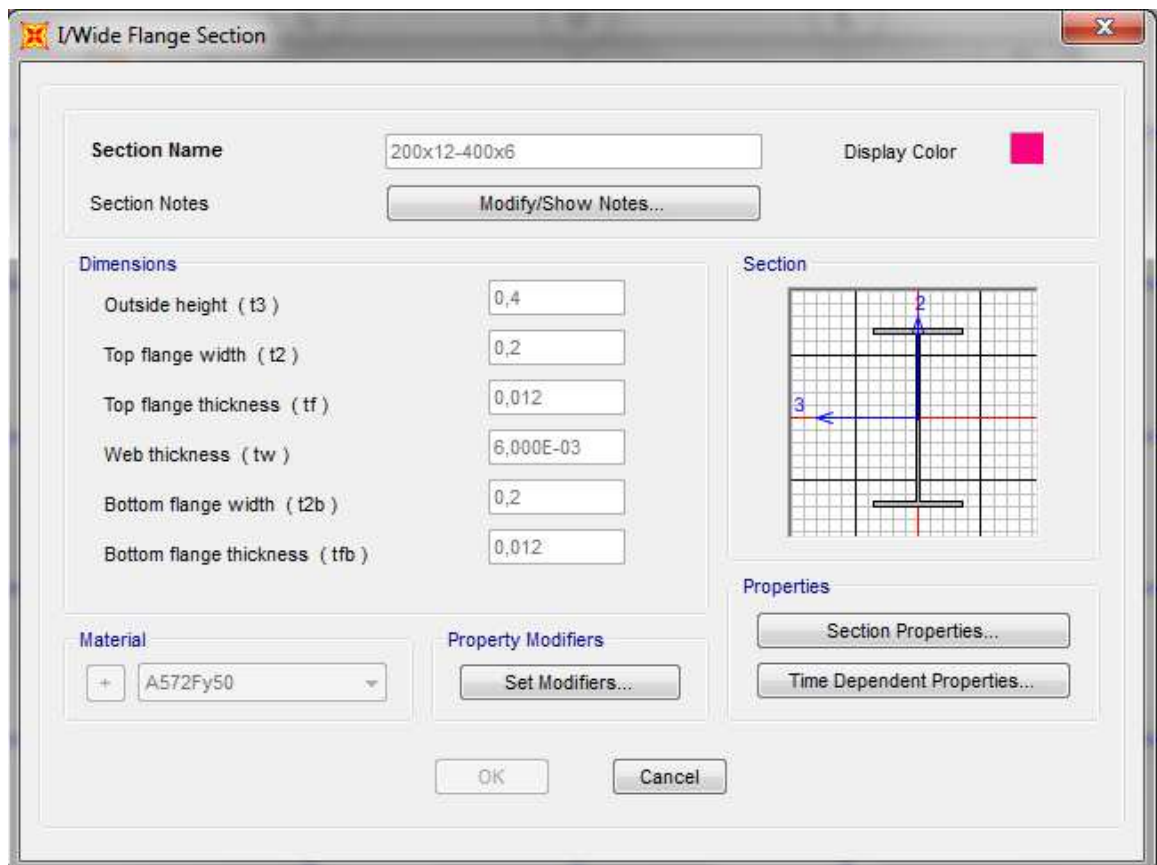 I/Wide Flange Section
Section Name 200x12-400x6 Display Color
Section Notes Modify/Show Notes...
Dimensions
Outside height ( t3 ) 0,4
Top flange width ( t2 ) 0,2
Top flange thickness ( tf ) 0,012
Web thickness ( tw ) 6,000E-03
Bottom flange width ( t2b ) 0,2
Bottom flange thickness ( tfb ) 0,012
Section
2
3
Material
+ A572Fy50
Property Modifiers
Set Modifiers...
Properties
Section Properties...
Time Dependent Properties...
OK Cancel